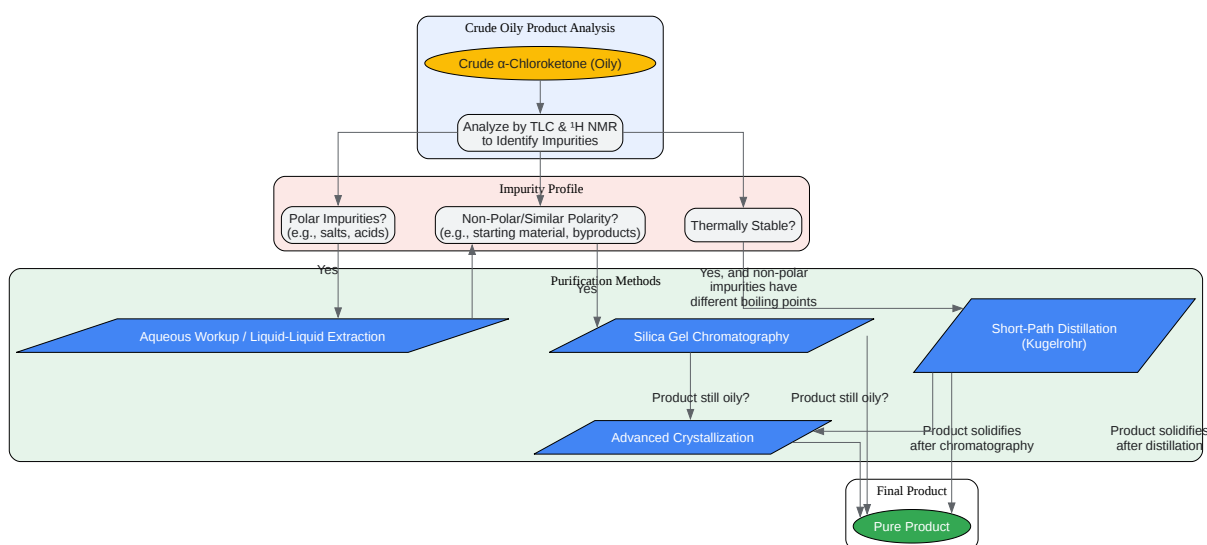 Crude Oily Product Analysis
Crude α-Chloroketone (Oily)
Analyze by TLC & ¹H NMR
to Identify Impurities
Impurity Profile
Polar Impurities?
(e.g., salts, acids)
Non-Polar/Similar Polarity?
(e.g., starting material, byproducts)
Thermally Stable?
Yes
Purification Methods
Yes
Yes, and non-polar
impurities have
different boiling points
Aqueous Workup / Liquid-Liquid Extraction
Silica Gel Chromatography
Short-Path Distillation
(Kugelrohr)
Product still oily?
Product still oily?
Advanced Crystallization
Product solidifies
after chromatography
Product solidifies
after distillation
Final Product
Pure Product